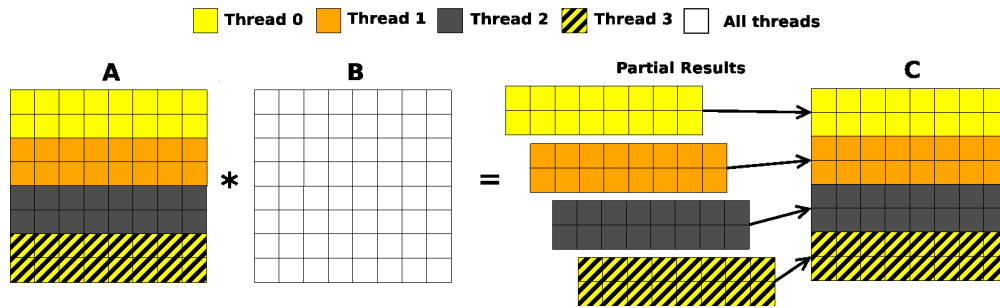 Thread 0 Thread 1 Thread 2 Thread 3 All threads
A B Partial Results C
* =